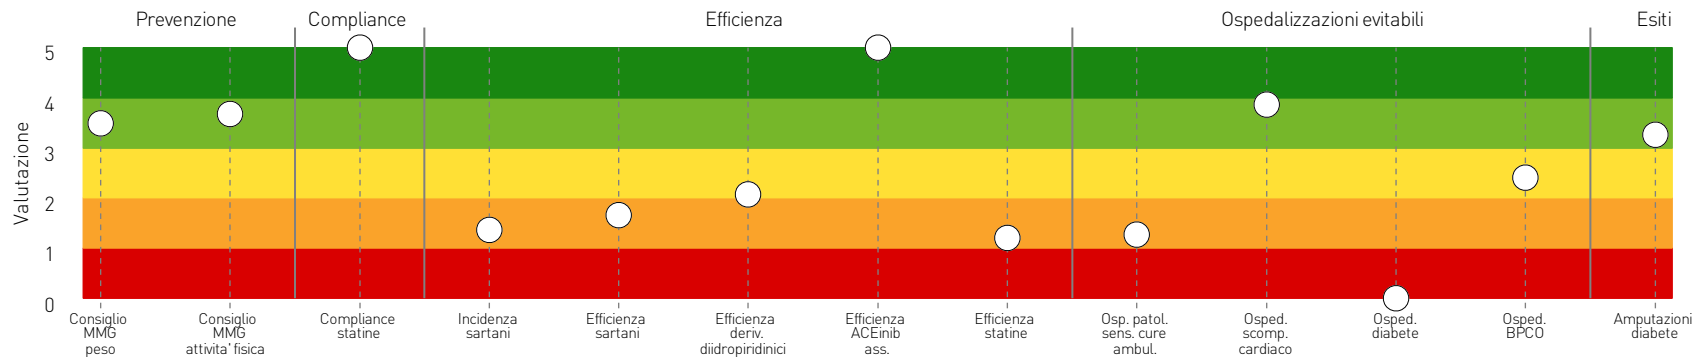 Prevenzione
Compliance
Efficienza
Ospedalizzazioni evitabili
Esiti
Valutazione
5
4
3
2
1
0
Consiglio
MMG
peso
Consiglio
MMG
attivita' fisica
Compliance
statine
Incidenza
sartani
Efficienza
sartani
Efficienza
deriv.
diidropiridinici
Efficienza
ACEinib
ass.
Efficienza
statine
Osp. patol.
sens. cure
ambul.
Osped.
scomp.
cardiaco
Osped.
diabete
Osped.
BPCO
Amputazioni
diabete